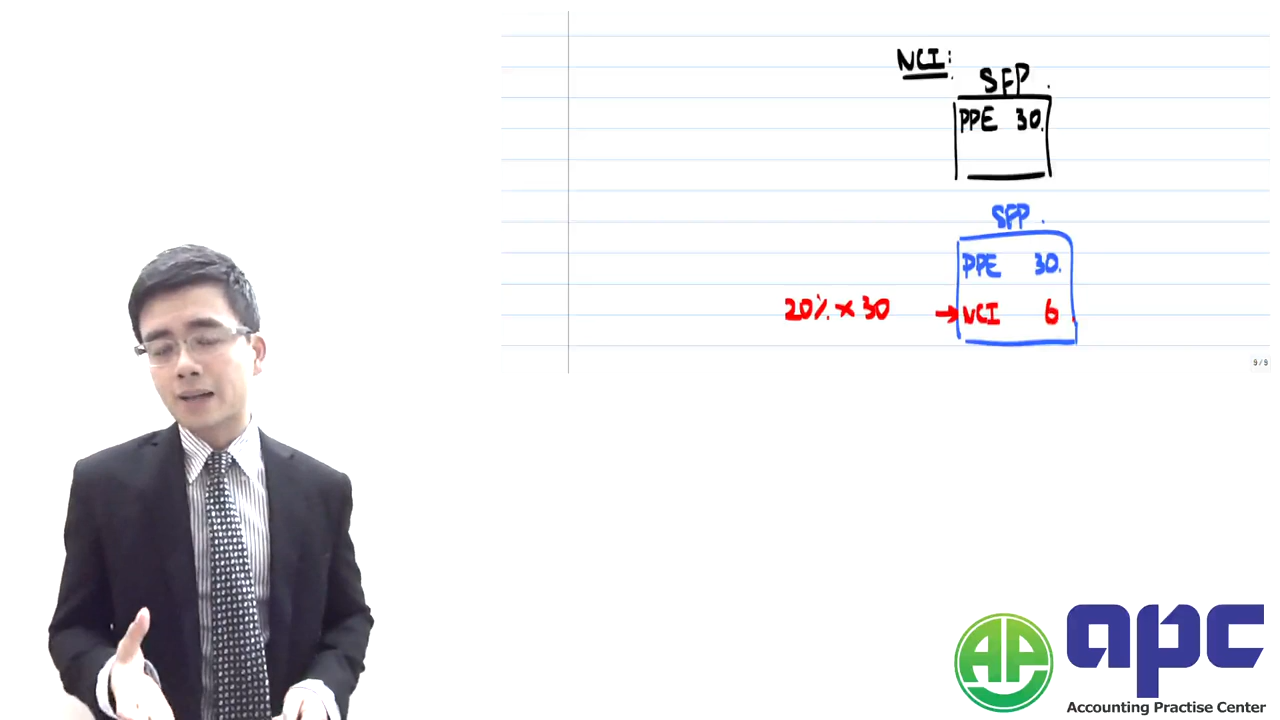 NCI:
SFP.
PPE 30.
SFP.
PPE 30.
20% × 30 → NCI 6.
9 / 9
AP
apc
Accounting Practise Center